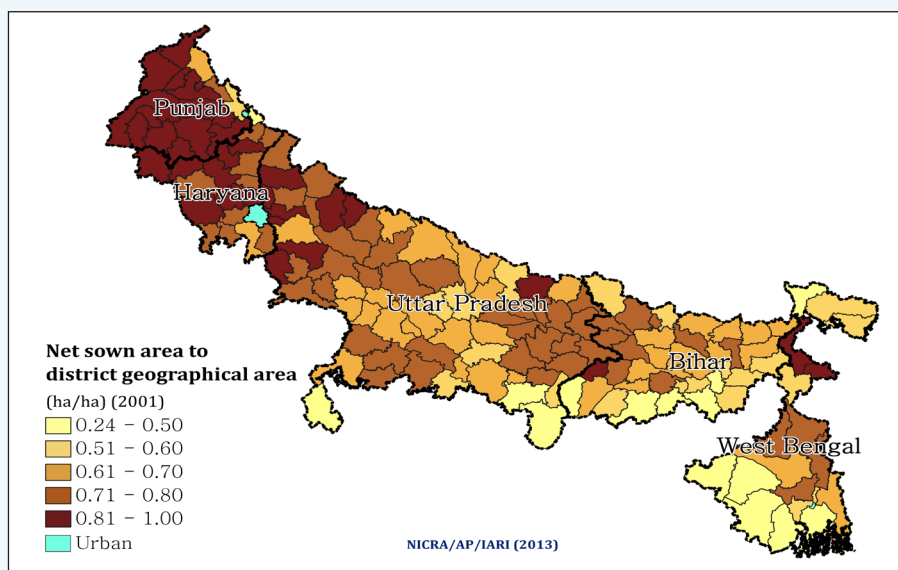 Punjab
Haryana
Uttar Pradesh
Bihar
West Bengal
Net sown area to
district geographical area
(ha/ha) (2001)
0.24 - 0.50
0.51 - 0.60
0.61 - 0.70
0.71 - 0.80
0.81 - 1.00
Urban
NICRA/AP/IARI (2013)